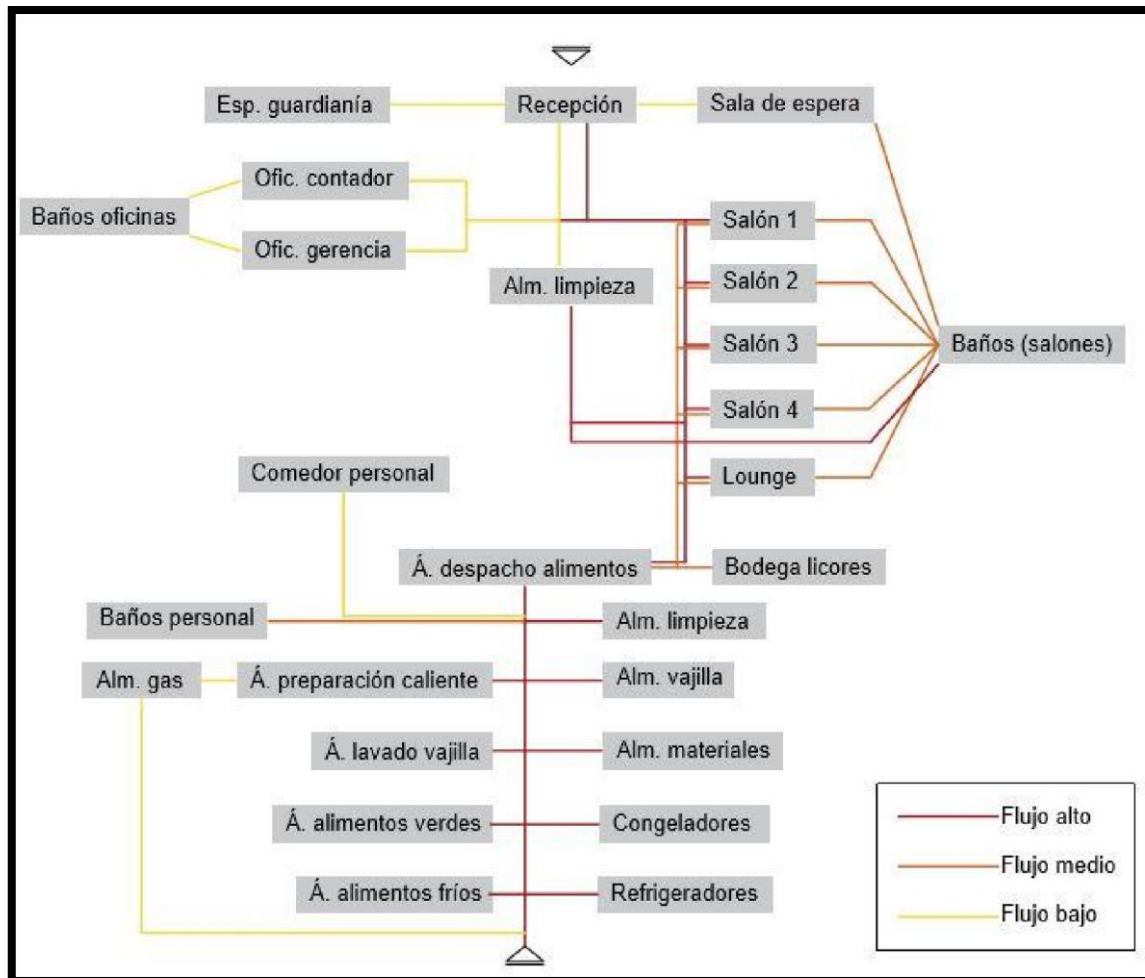 Esp. guardianía
Recepción
Sala de espera
Ofic. contador
Baños oficinas
Ofic. gerencia
Alm. limpieza
Salón 1
Salón 2
Salón 3
Salón 4
Lounge
Baños (salones)
Comedor personal
Á. despacho alimentos
Bodega licores
Baños personal
Alm. limpieza
Alm. gas
Á. preparación caliente
Alm. vajilla
Á. lavado vajilla
Alm. materiales
Á. alimentos verdes
Congeladores
Á. alimentos fríos
Refrigeradores
Flujo alto
Flujo medio
Flujo bajo